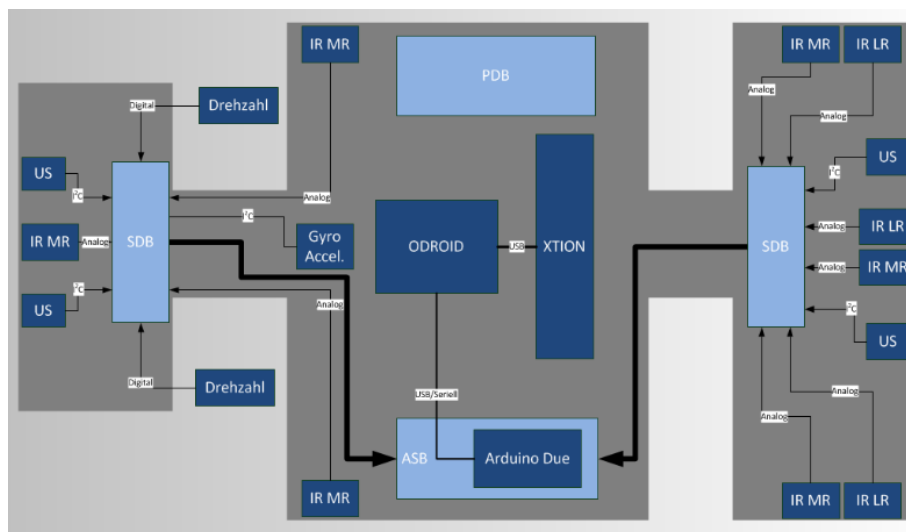 IR MR
PDB
IR MR
IR LR
Digital
Drehzahl
Analog
Analog
US
I²C
SDB
Analog
I²C
Gyro
Accel.
IR MR
Analog
US
I²C
Analog
Digital
Drehzahl
IR MR
ODROID
USB
XTION
USB/Seriell
ASB
Arduino Due
US
I²C
SDB
Analog
IR LR
Analog
IR MR
I²C
US
Analog
Analog
IR MR
IR LR